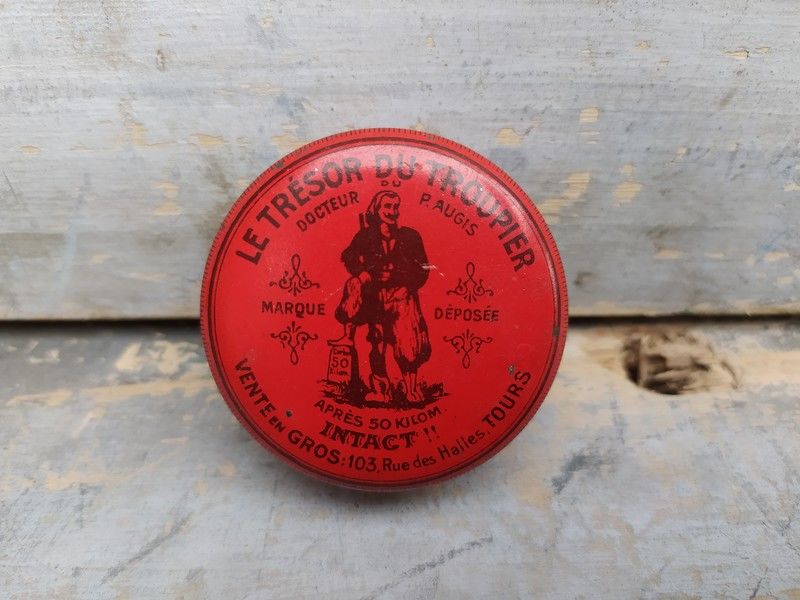 LE TRÉSOR DU TROUPIER
DU
DOCTEUR P. AUGIS
MARQUE DÉPOSÉE
50
APRÈS 50 KILOM
INTACT !!
VENTE EN GROS: 103, Rue des Halles, TOURS